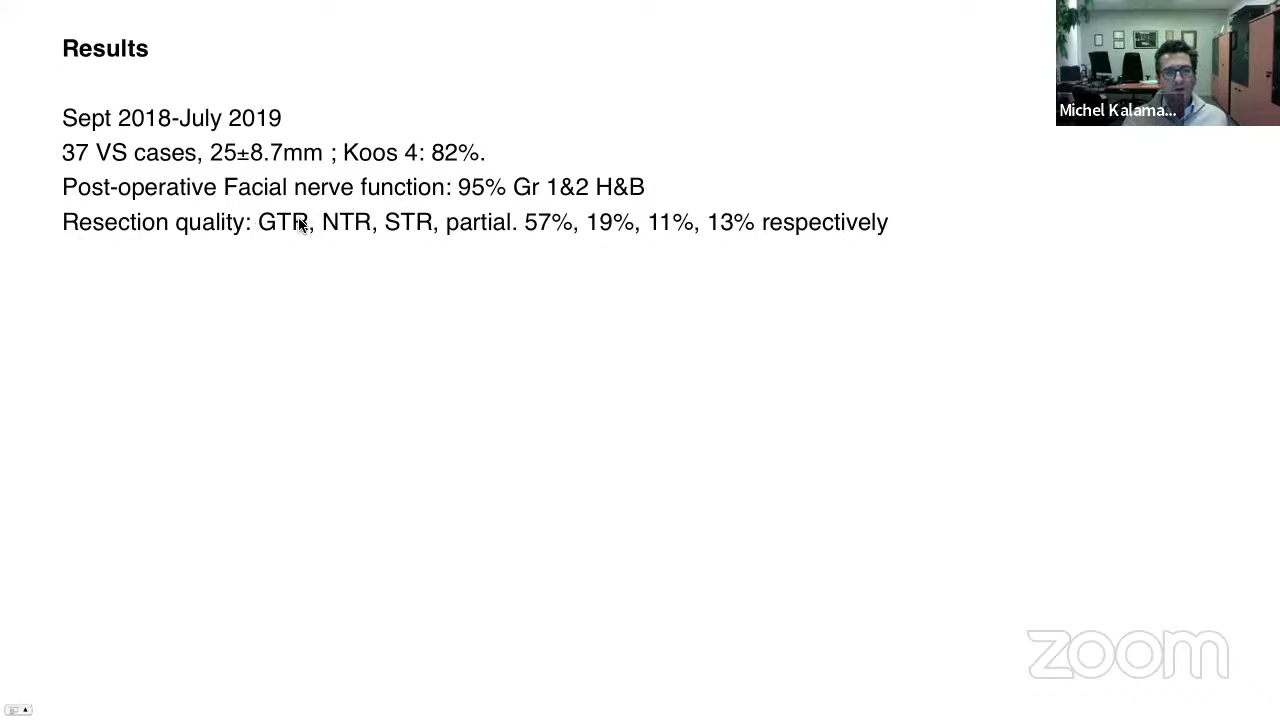 Results
Sept 2018-July 2019
37 VS cases, 25±8.7mm ; Koos 4: 82%.
Post-operative Facial nerve function: 95% Gr 1&2 H&B
Resection quality: GTR, NTR, STR, partial. 57%, 19%, 11%, 13% respectively
Michel Kalama...
zoom